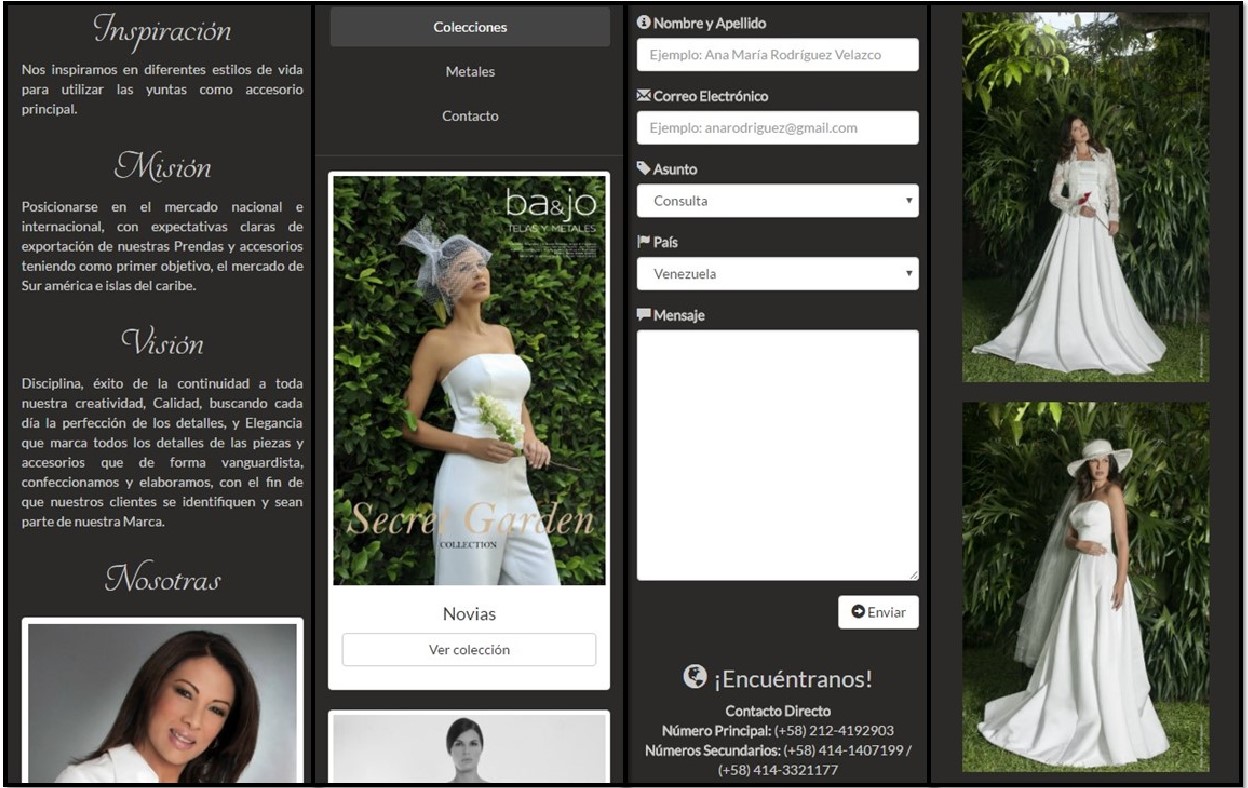 Inspiración
Nos inspiramos en diferentes estilos de vida
para utilizar las yuntas como accesorio
principal.
Misión
Posicionarse en el mercado nacional e
internacional, con expectativas claras de
exportación de nuestras Prendas y accesorios
teniendo como primer objetivo, el mercado de
Sur américa e islas del caribe.
Visión
Disciplina, éxito de la continuidad a toda
nuestra creatividad, Calidad, buscando cada
día la perfección de los detalles, y Elegancia
que marca todos los detalles de las piezas y
accesorios que de forma vanguardista,
confeccionamos y elaboramos, con el fin de
que nuestros clientes se identifiquen y sean
parte de nuestra Marca.
Nosotras
Colecciones
Metales
Contacto
ba&jo
TELAS Y METALES
Secret Garden
COLLECTION
Novias
Ver colección
Nombre y Apellido
Ejemplo: Ana María Rodríguez Velazco
Correo Electrónico
Ejemplo: anarodriguez@gmail.com
Asunto
Consulta
País
Venezuela
Mensaje
Enviar
¡Encuéntranos!
Contacto Directo
Número Principal: (+58) 212-4192903
Números Secundarios: (+58) 414-1407199 /
(+58) 414-3321177